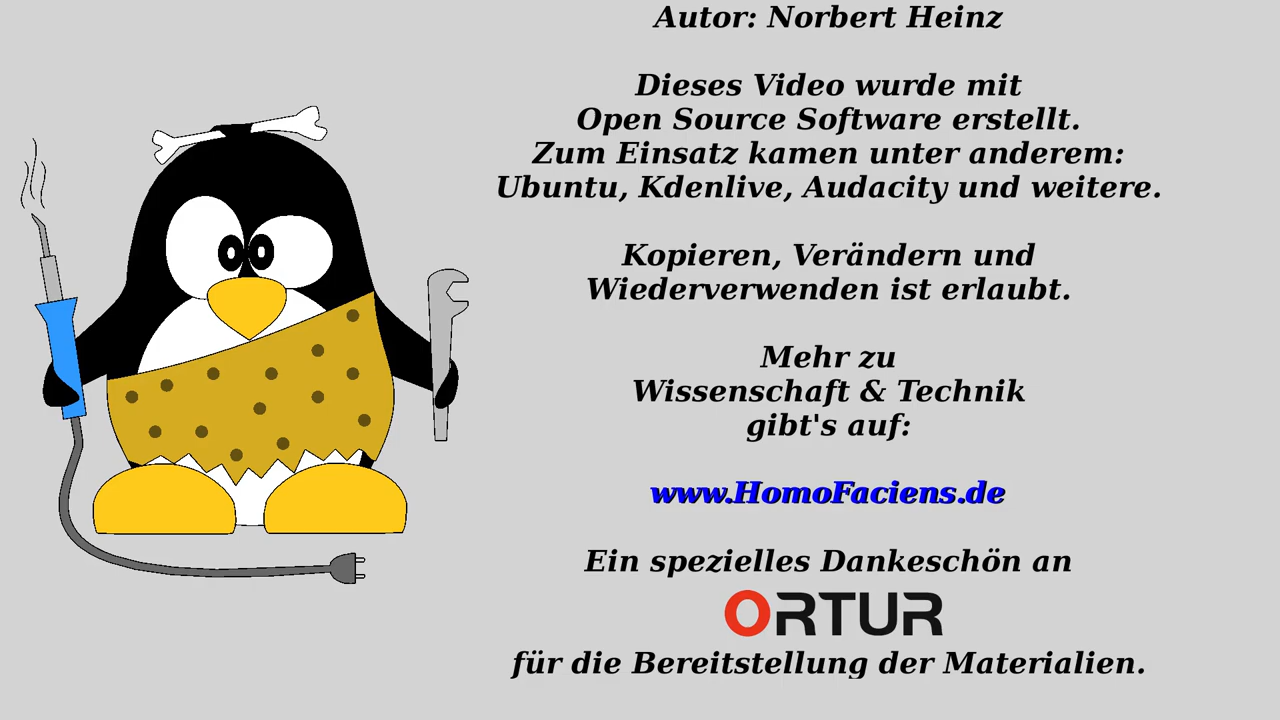 Autor: Norbert Heinz
Dieses Video wurde mit
Open Source Software erstellt.
Zum Einsatz kamen unter anderem:
Ubuntu, Kdenlive, Audacity und weitere.
Kopieren, Verändern und
Wiederverwenden ist erlaubt.
Mehr zu
Wissenschaft & Technik
gibt's auf:
www.HomoFaciens.de
Ein spezielles Dankeschön an
ORTUR
für die Bereitstellung der Materialien.